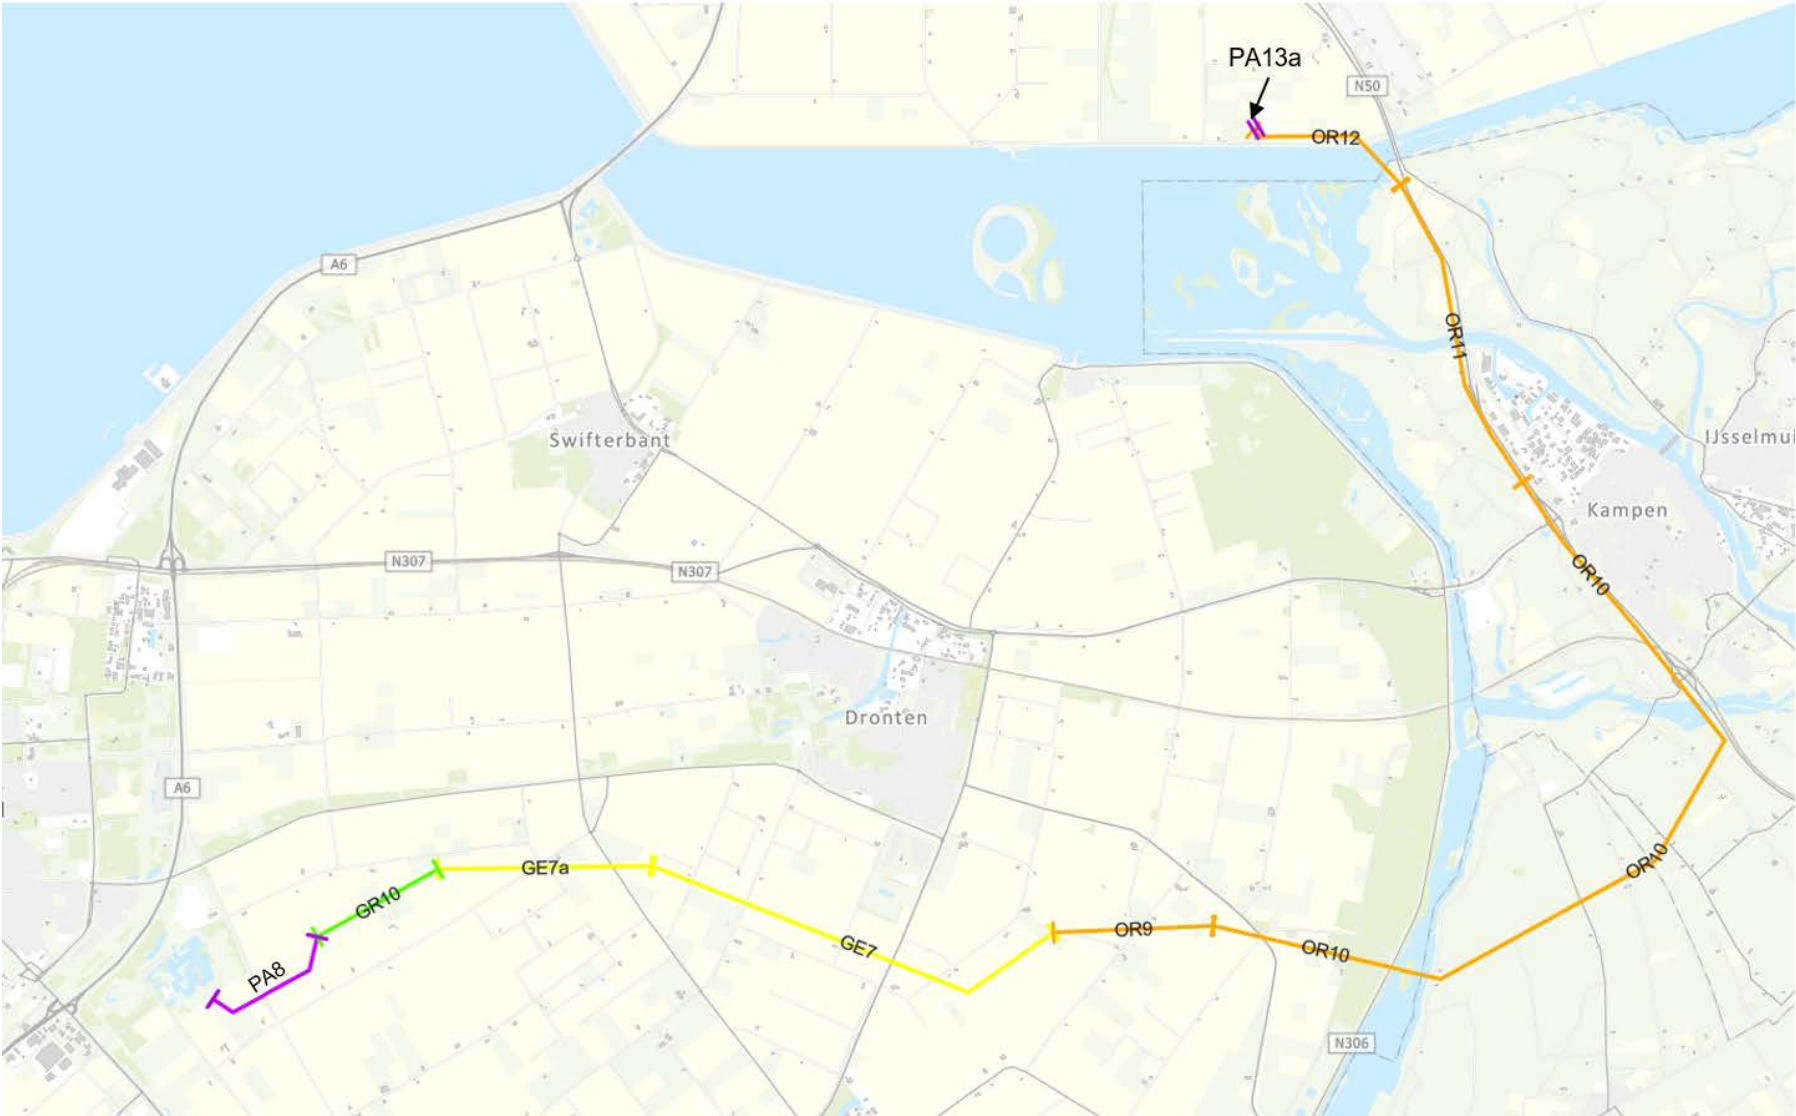 PA13a
N50
OR12
A6
OR11
Swifterbant
IJsselmui
Kampen
N307
N307
OR10
Dronten
A6
GE7a
OR10
GR10
OR9
GE7
OR10
PA8
N306